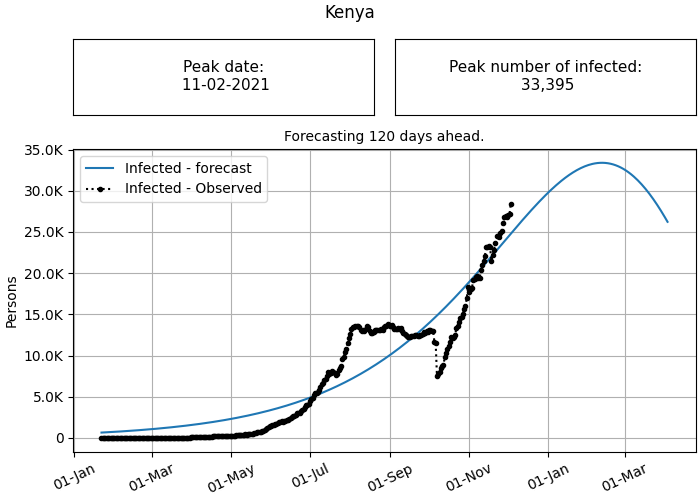 Kenya
Peak date:
11-02-2021
Peak number of infected:
33,395
Forecasting 120 days ahead.
35.0K
30.0K
25.0K
20.0K
15.0K
10.0K
5.0K
0
Persons
Infected - forecast
Infected - Observed
01-Jan
01-Mar
01-May
01-Jul
01-Sep
01-Nov
01-Jan
01-Mar